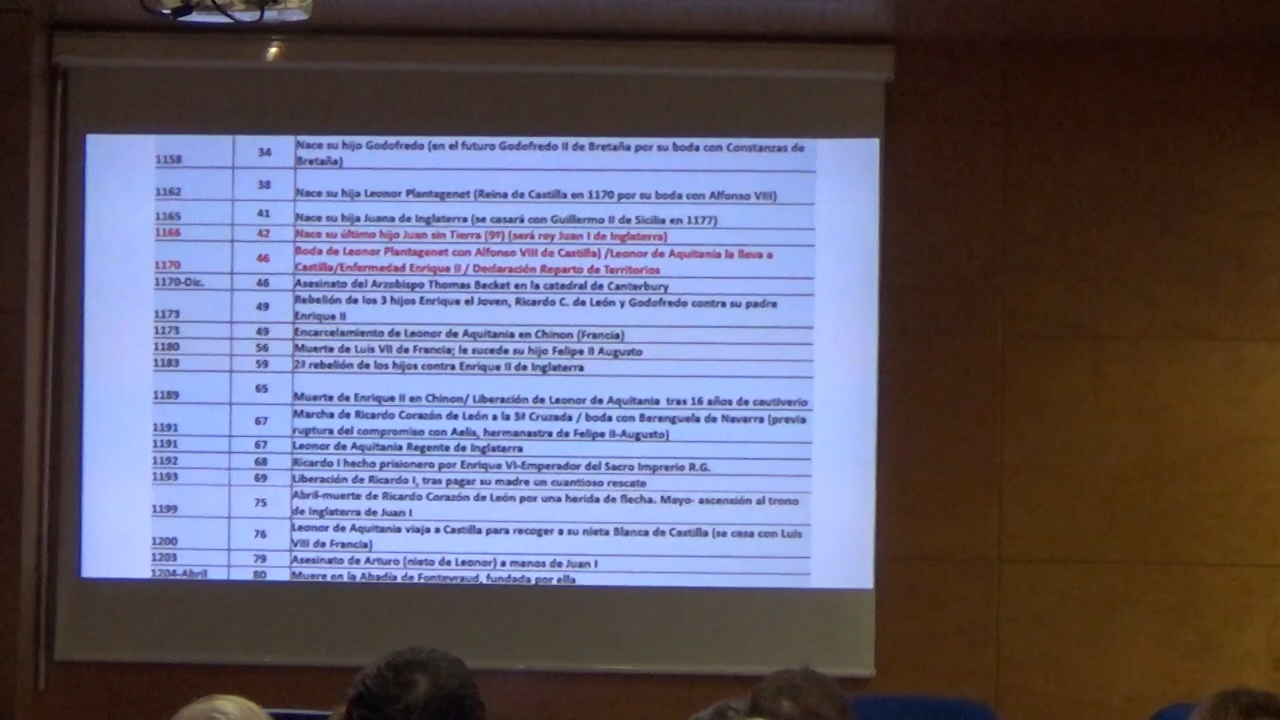 1158 34 Nace su hijo Godofredo (en el futuro Godofredo II de Bretaña por su boda con Constanzas de
Bretaña)
1162 38 Nace su hija Leonor Plantagenet (Reina de Castilla en 1170 por su boda con Alfonso VIII)
1165 41 Nace su hija Juana de Inglaterra (se casará con Guillermo II de Sicilia en 1177)
1166 42 Nace su último hijo Juan sin Tierra (9º) (será rey Juan I de Inglaterra)
1170 46 Boda de Leonor Plantagenet con Alfonso VIII de Castilla) /Leonor de Aquitania la lleva a
Castilla/Enfermedad Enrique II / Declaración Reparto de Territorios
1170-Dic. 46 Asesinato del Arzobispo Thomas Becket en la catedral de Canterbury
1173 49 Rebelión de los 3 hijos Enrique el Joven, Ricardo C. de León y Godofredo contra su padre
Enrique II
1173 49 Encarcelamiento de Leonor de Aquitania en Chinon (Francia)
1180 56 Muerte de Luis VII de Francia; le sucede su hijo Felipe II Augusto
1183 59 2ª rebelión de los hijos contra Enrique II de Inglaterra
1189 65 Muerte de Enrique II en Chinon/ Liberación de Leonor de Aquitania tras 16 años de cautiverio
1191 67 Marcha de Ricardo Corazón de León a la 3ª Cruzada / boda con Berenguela de Navarra (previa
ruptura del compromiso con Aelis, hermanastra de Felipe II-Augusto)
1191 67 Leonor de Aquitania Regente de Inglaterra
1192 68 Ricardo I hecho prisionero por Enrique VI-Emperador del Sacro Imprerio R.G.
1193 69 Liberación de Ricardo I, tras pagar su madre un cuantioso rescate
1199 75 Abril-muerte de Ricardo Corazón de León por una herida de flecha. Mayo- ascensión al trono
de Inglaterra de Juan I
1200 76 Leonor de Aquitania viaja a Castilla para recoger a su nieta Blanca de Castilla (se casa con Luis
VIII de Francia)
1203 79 Asesinato de Arturo (nieto de Leonor) a manos de Juan I
1204-Abril 80 Muere en la Abadía de Fontevraud, fundada por ella